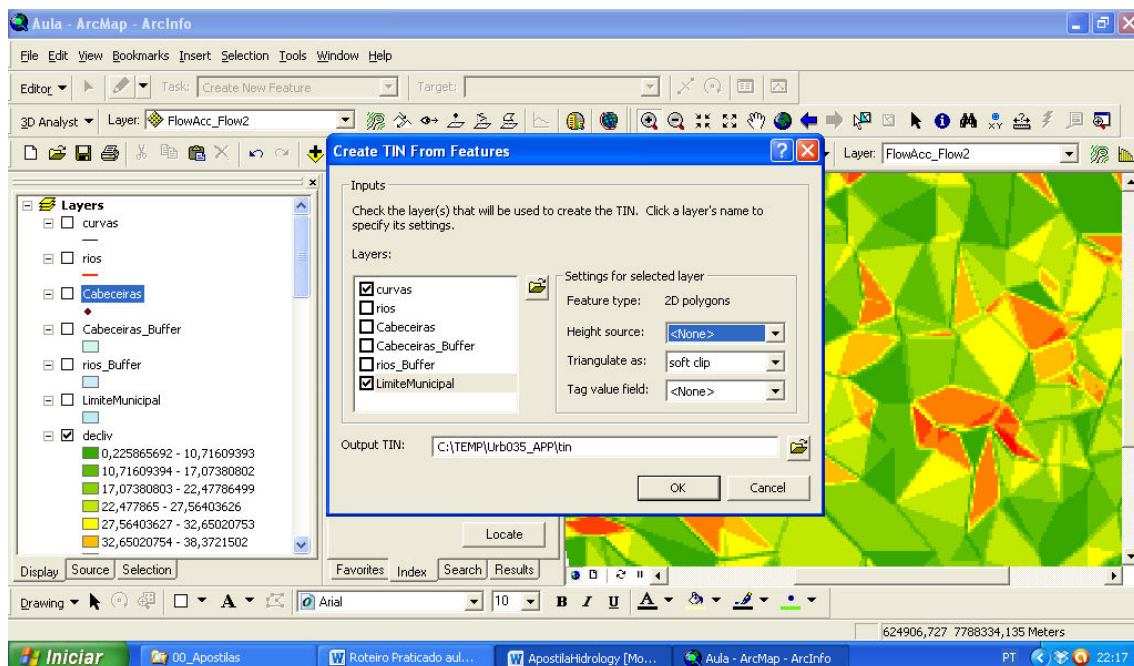 Aula - ArcMap - ArcInfo
File Edit View Bookmarks Insert Selection Tools Window Help
Editor Task: Create New Feature Target:
3D Analyst Layer: FlowAcc_Flow2
Layer: FlowAcc_Flow2
Layers
curvas
rios
Cabeceiras
Cabeceiras_Buffer
rios_Buffer
LimiteMunicipal
decliv
0,225865692 - 10,71609393
10,71609394 - 17,07380802
17,07380803 - 22,47786499
22,477865 - 27,56403626
27,56403627 - 32,65020753
32,65020754 - 38,3721502
Display Source Selection
Create TIN From Features
Inputs
Check the layer(s) that will be used to create the TIN. Click a layer's name to
specify its settings.
Layers:
curvas
rios
Cabeceiras
Cabeceiras_Buffer
rios_Buffer
LimiteMunicipal
Settings for selected layer
Feature type: 2D polygons
Height source: <None>
Triangulate as: soft clip
Tag value field: <None>
Output TIN: C:\TEMP\Urb035_APP\tin
OK Cancel
Locate
Favorites Index Search Results
Drawing A Arial 10 B I U A
624906,727 7788334,135 Meters
Iniciar 00_Apostilas Roteiro Praticado aul... ApostilaHidrology [Mo... Aula - ArcMap - ArcInfo PT 22:17